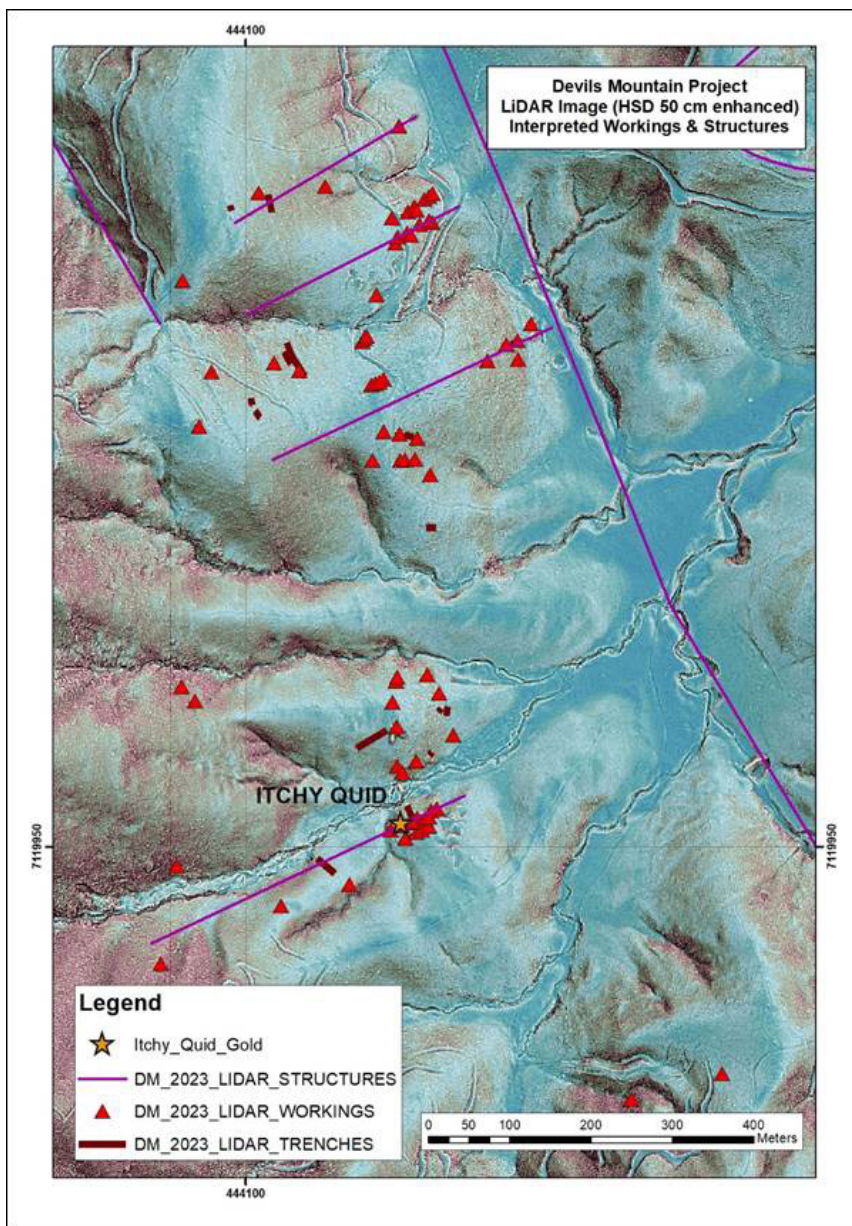 444100
Devils Mountain Project
LiDAR Image (HSD 50 cm enhanced)
Interpreted Workings & Structures
ITCHY QUID
7119950
7119950
Legend
Itchy_Quid_Gold
DM_2023_LIDAR_STRUCTURES
DM_2023_LIDAR_WORKINGS
DM_2023_LIDAR_TRENCHES
0 50 100 200 300 400
Meters
444100